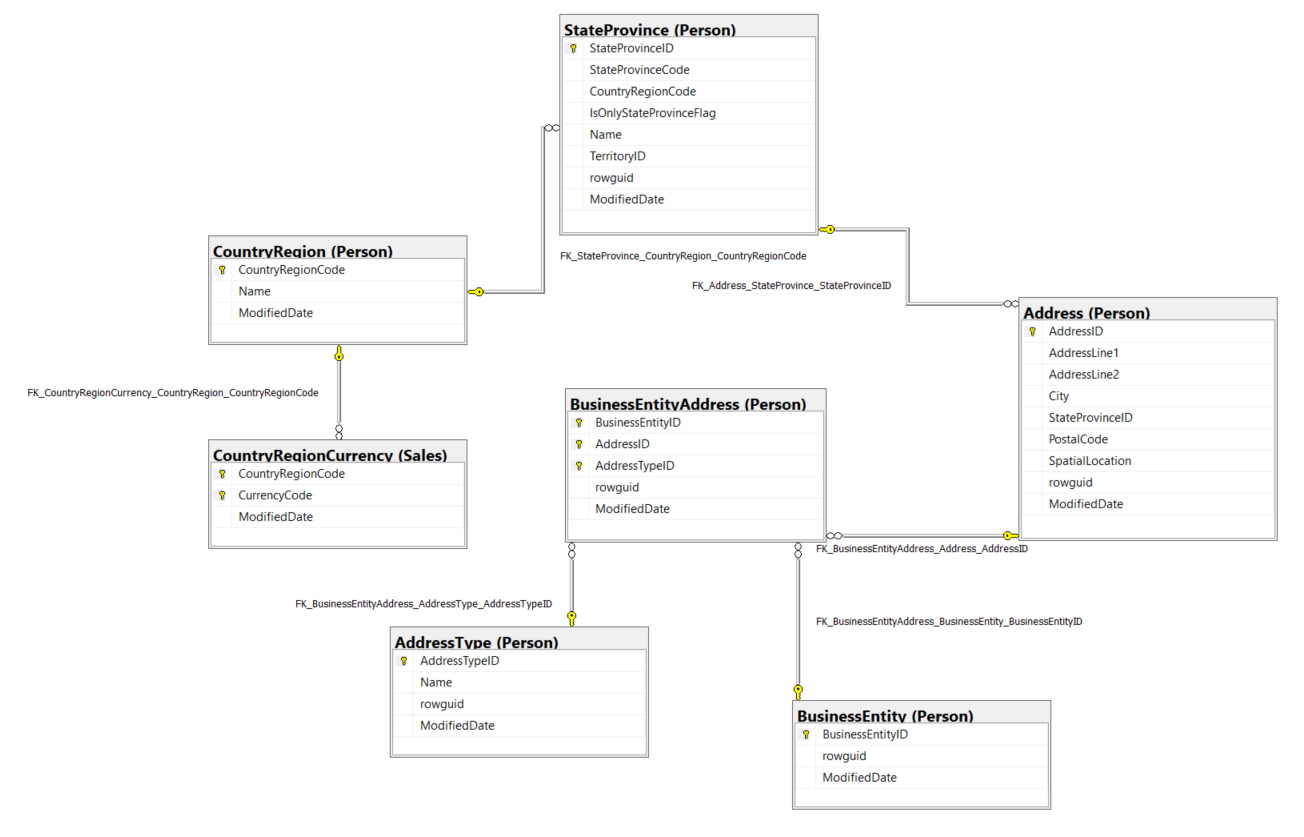 StateProvince (Person)
StateProvinceID
StateProvinceCode
CountryRegionCode
IsOnlyStateProvinceFlag
Name
TerritoryID
rowguid
ModifiedDate
FK_StateProvince_CountryRegion_CountryRegionCode
FK_Address_StateProvince_StateProvinceID
CountryRegion (Person)
CountryRegionCode
Name
ModifiedDate
Address (Person)
AddressID
AddressLine1
AddressLine2
City
StateProvinceID
PostalCode
SpatialLocation
rowguid
ModifiedDate
FK_CountryRegionCurrency_CountryRegion_CountryRegionCode
BusinessEntityAddress (Person)
BusinessEntityID
AddressID
AddressTypeID
rowguid
ModifiedDate
CountryRegionCurrency (Sales)
CountryRegionCode
CurrencyCode
ModifiedDate
FK_BusinessEntityAddress_Address_AddressID
FK_BusinessEntityAddress_AddressType_AddressTypeID
FK_BusinessEntityAddress_BusinessEntity_BusinessEntityID
AddressType (Person)
AddressTypeID
Name
rowguid
ModifiedDate
BusinessEntity (Person)
BusinessEntityID
rowguid
ModifiedDate